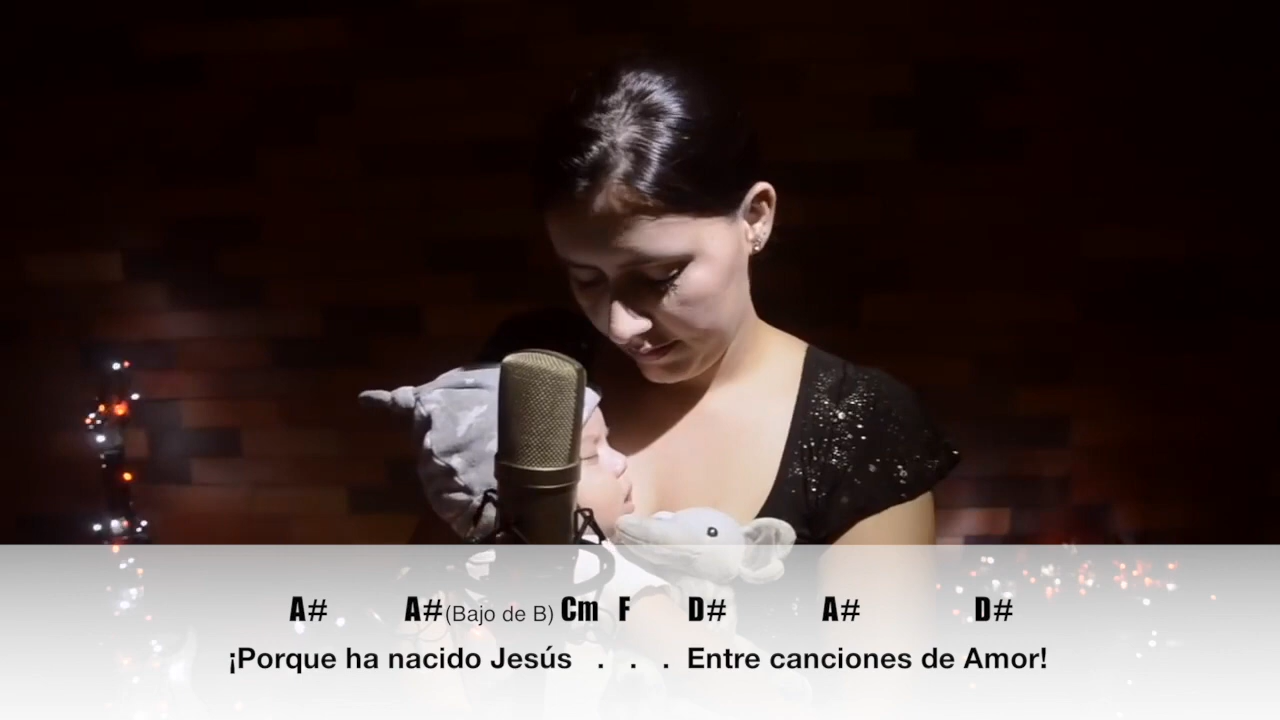 A# A#(Bajo de B) Cm F D# A# D#
¡Porque ha nacido Jesús . . . Entre canciones de Amor!